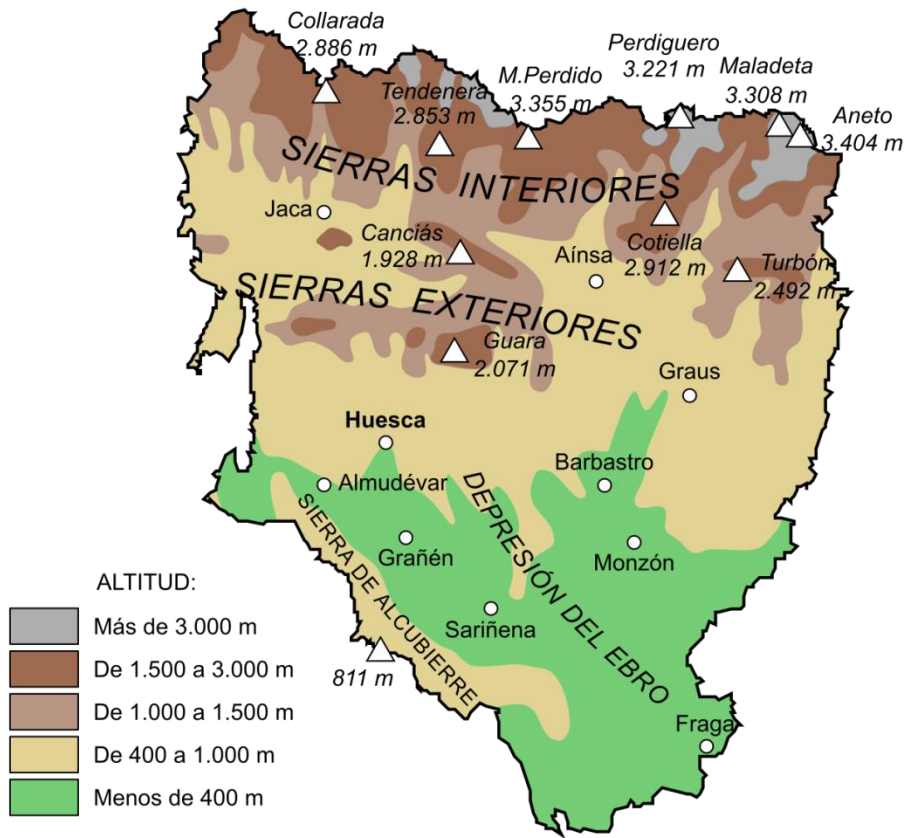 Collarada
2.886 m
Perdiguero
3.221 m
Maladeta
3.308 m
M.Perdido
3.355 m
Tendenera
2.853 m
Aneto
3.404 m
SIERRAS INTERIORES
Jaca
Canciás
1.928 m
Aínsa
Cotiella
2.912 m
Turbón
2.492 m
SIERRAS EXTERIORES
Guara
2.071 m
Graus
Huesca
Barbastro
Almudévar
DEPRESIÓN DEL EBRO
SIERRA DE ALCUBIERRE
Grañén
Monzón
Sariñena
811 m
Fraga
ALTITUD:
Más de 3.000 m
De 1.500 a 3.000 m
De 1.000 a 1.500 m
De 400 a 1.000 m
Menos de 400 m